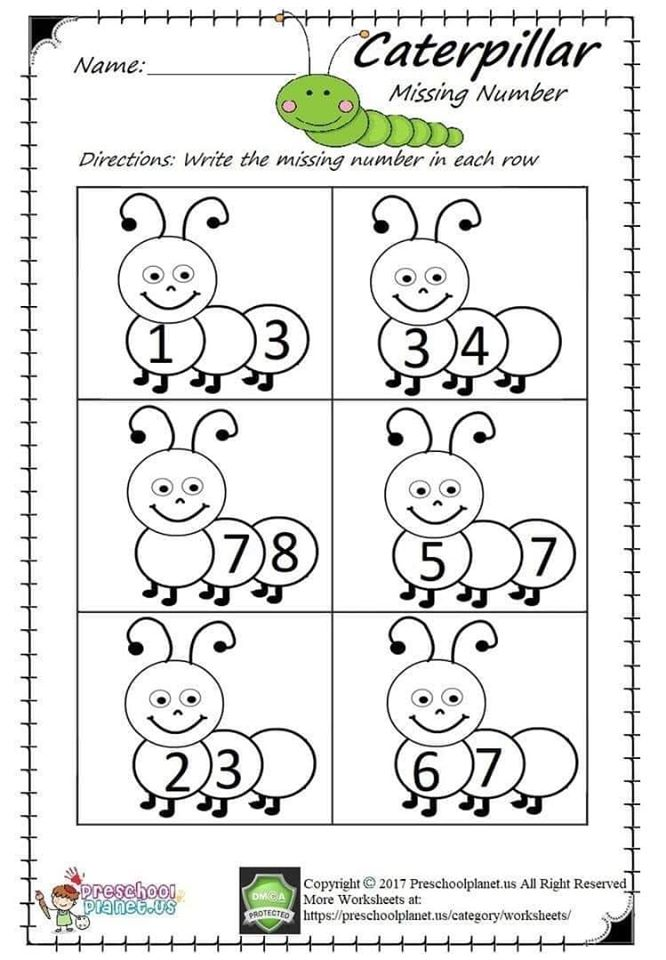 Name:
Caterpillar
Missing Number
Directions: Write the missing number in each row
1 3
3 4
7 8
5 7
2 3
6 7
preschool
planet.us
DMCA
PROTECTED
Copyright © 2017 Preschoolplanet.us All Right Reserved
More Worksheets at:
https://preschoolplanet.us/category/worksheets/